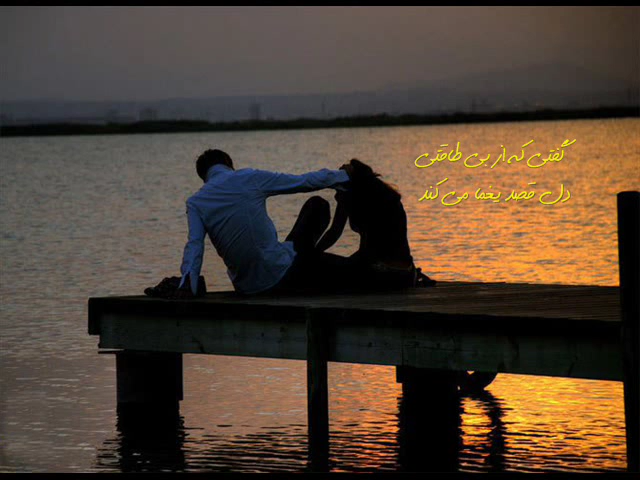 گفتی که از بی طاقتی
دل قصد یغما می کند